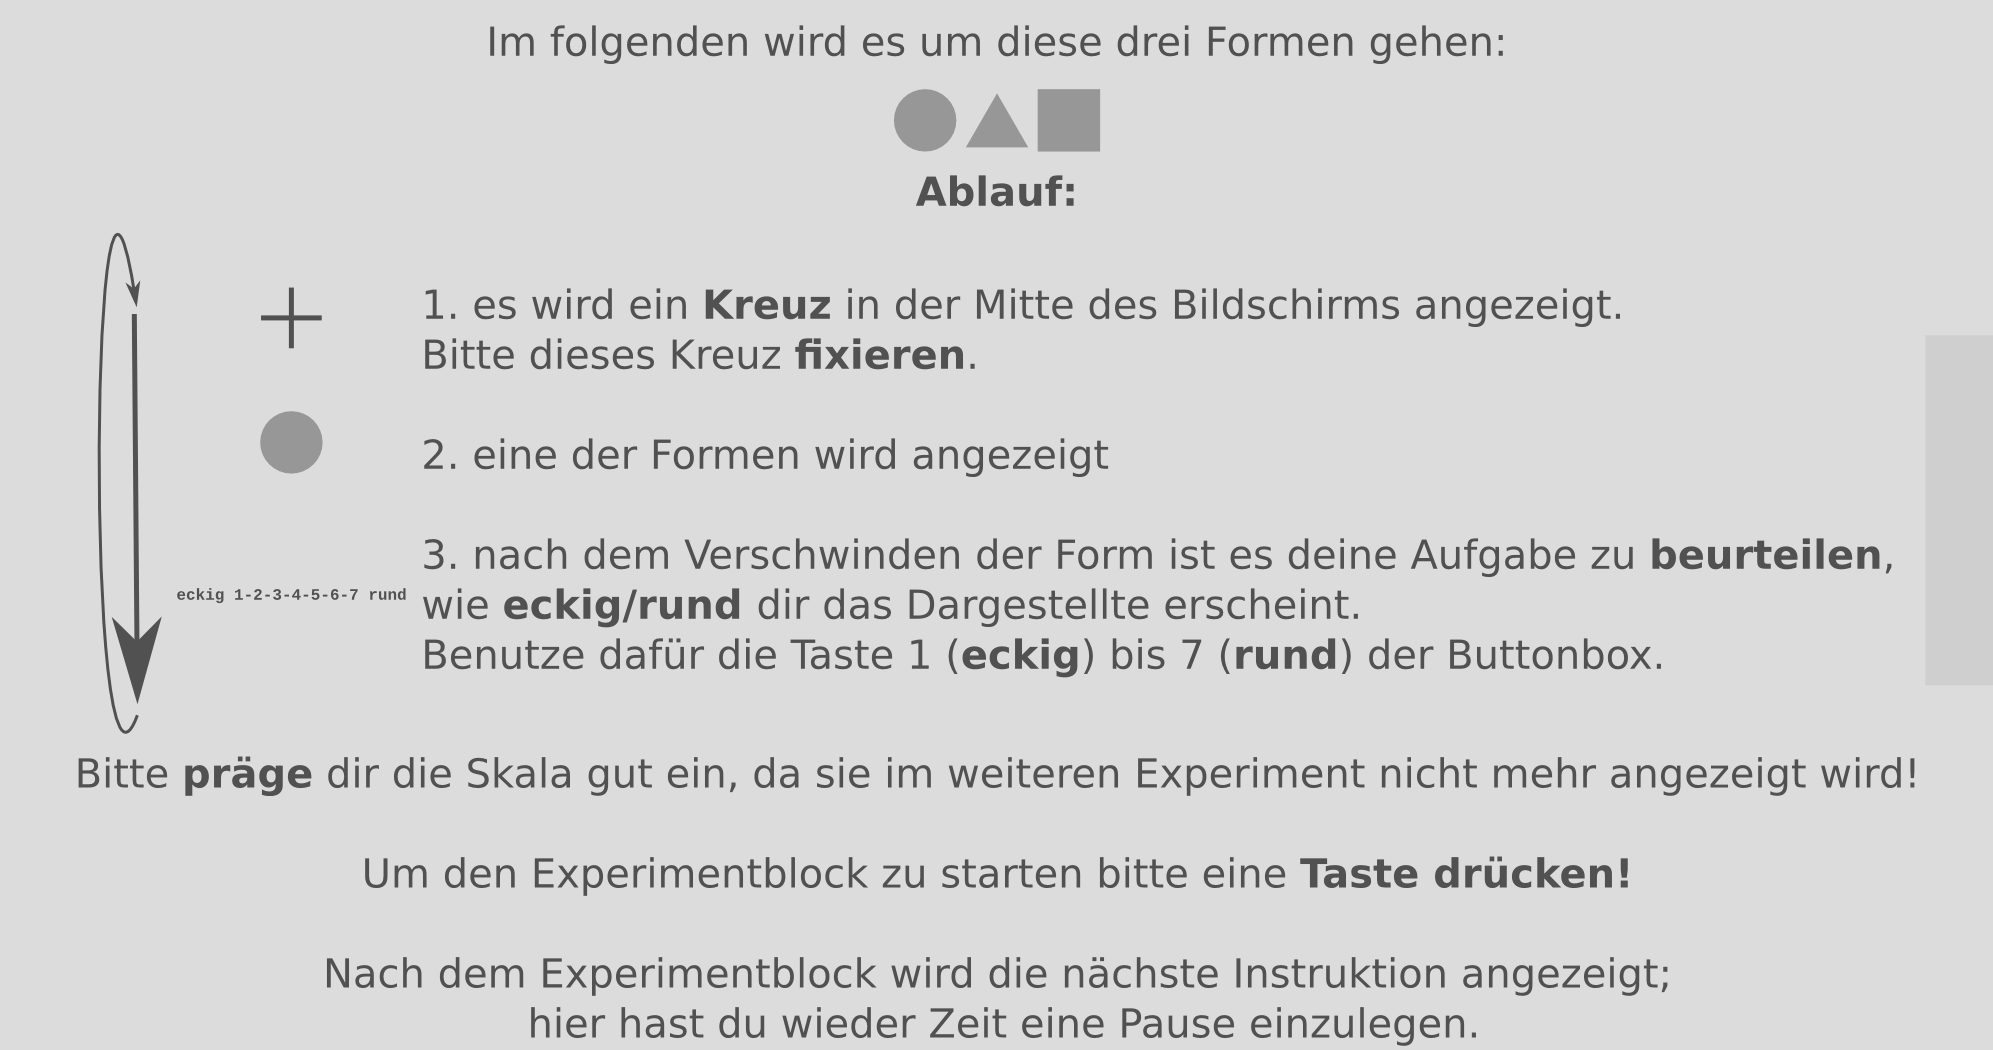 Im folgenden wird es um diese drei Formen gehen:
Ablauf:
1. es wird ein Kreuz in der Mitte des Bildschirms angezeigt.
Bitte dieses Kreuz fixieren.
2. eine der Formen wird angezeigt
3. nach dem Verschwinden der Form ist es deine Aufgabe zu beurteilen,
eckig 1-2-3-4-5-6-7 rund
wie eckig/rund dir das Dargestellte erscheint.
Benutze dafür die Taste 1 (eckig) bis 7 (rund) der Buttonbox.
Bitte präge dir die Skala gut ein, da sie im weiteren Experiment nicht mehr angezeigt wird!
Um den Experimentblock zu starten bitte eine Taste drücken!
Nach dem Experimentblock wird die nächste Instruktion angezeigt;
hier hast du wieder Zeit eine Pause einzulegen.